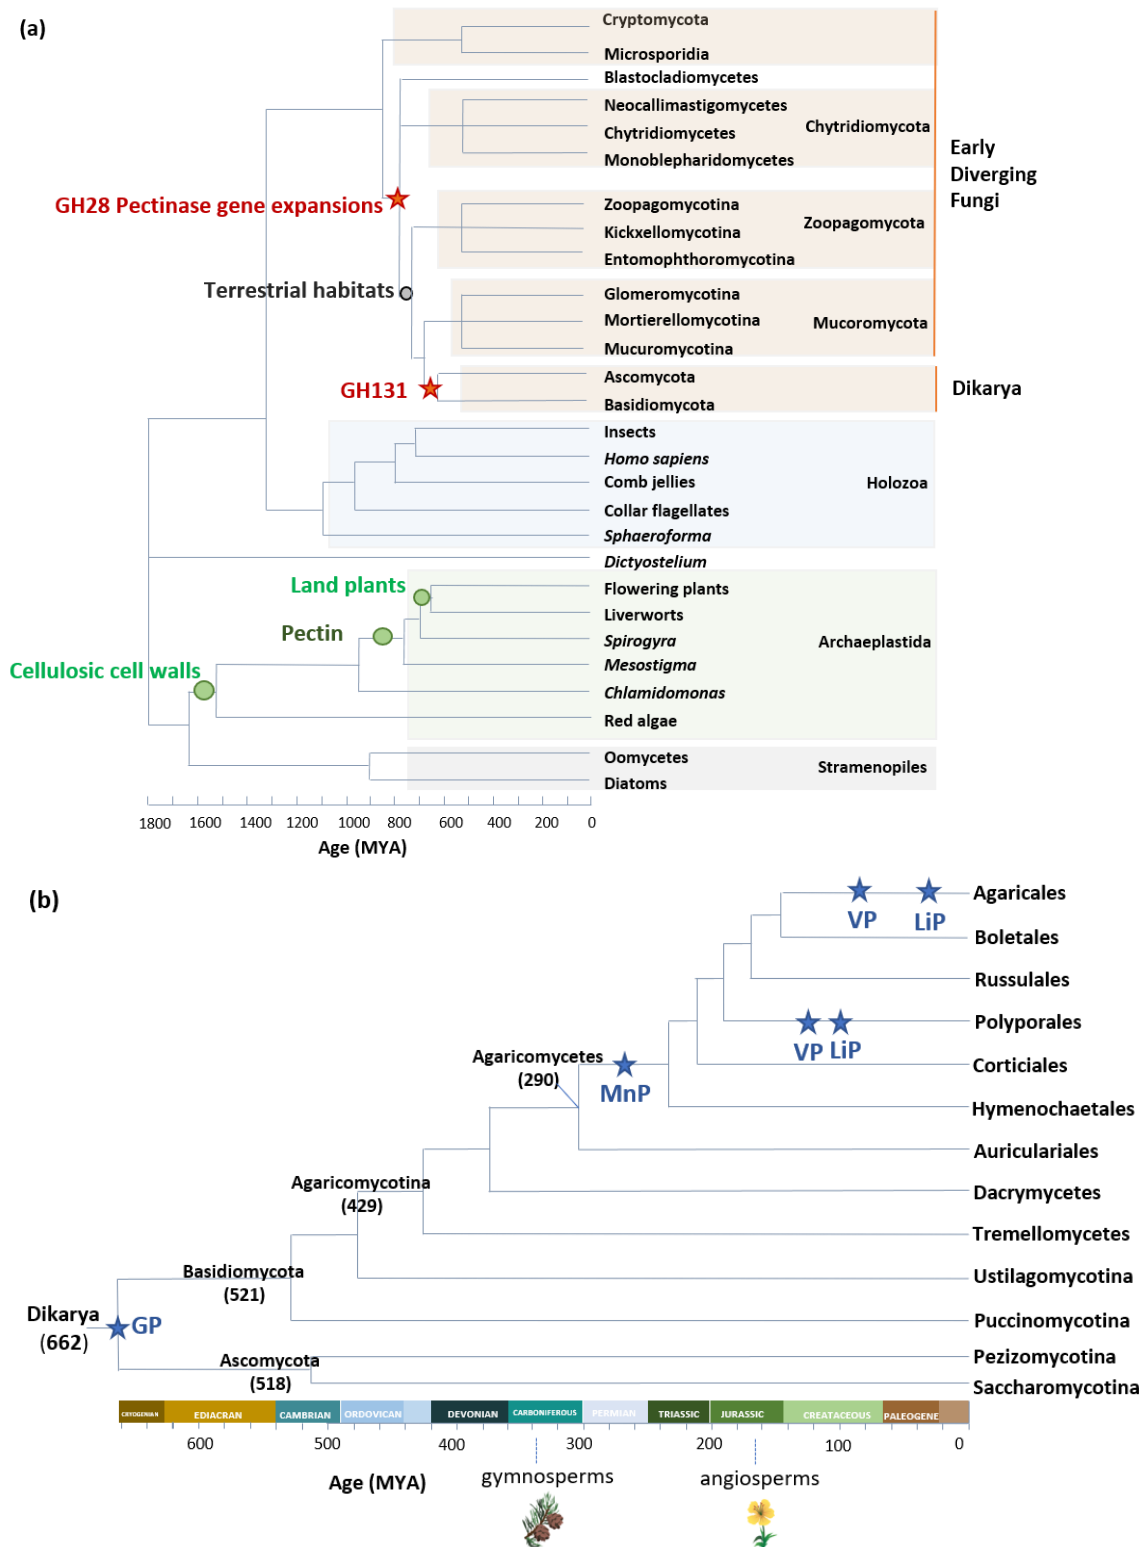 (a)
Cryptomycota
Microsporidia
Blastocladiomycetes
Neocallimastigomycetes
Chytridiomycetes
Chytridiomycota
Monoblepharidomycetes
Early
Diverging
Fungi
GH28 Pectinase gene expansions
Zoopagomycotina
Kickxellomycotina
Zoopagomycota
Entomophthoromycotina
Terrestrial habitats
Glomeromycotina
Mortierellomycotina
Mucoromycota
Mucuromycotina
GH131
Ascomycota
Basidiomycota
Dikarya
Insects
Homo sapiens
Comb jellies
Holozoa
Collar flagellates
Sphaeroforma
Dictyostelium
Land plants
Flowering plants
Liverworts
Pectin
Spirogyra
Archaeplastida
Mesostigma
Cellulosic cell walls
Chlamidomonas
Red algae
Oomycetes
Stramenopiles
Diatoms
1800 1600 1200 1000 800 600 400 200 0
Age (MYA)
(b)
Agaricales
VP LiP
Boletales
Russulales
Polyporales
VP LiP
Agaricomycetes
(290)
MnP
Corticiales
Hymenochaetales
Auriculariales
Agaricomycotina
(429)
Dacrymycetes
Tremellomycetes
Basidiomycota
(521)
Ustilagomycotina
Dikarya
(662)
GP
Puccinomycotina
Ascomycota
(518)
Pezizomycotina
Saccharomycotina
CRYOGENIAN EDIACRAN CAMBRIAN ORDOVICAN DEVONIAN CARBONIFEROUS PERMIAN TRIASSIC JURASSIC CREATACEOUS PALEOGENE
600 500 400 300 200 100 0
Age (MYA)
gymnosperms
angiosperms